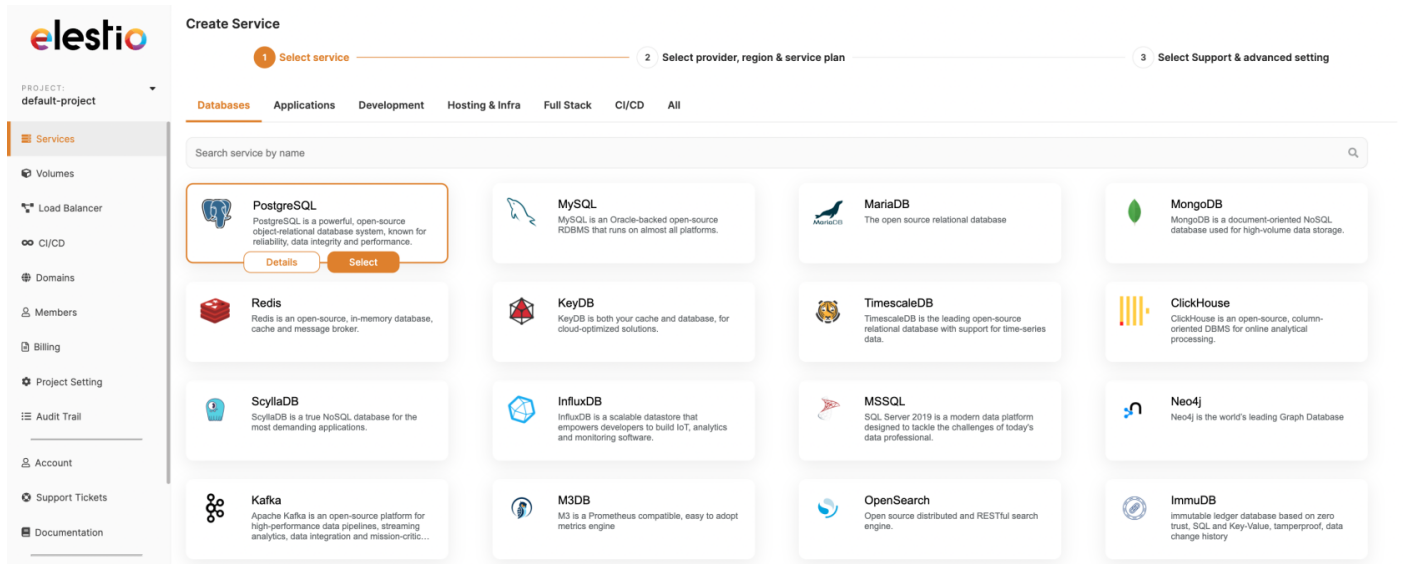 elestio
Create Service
1 Select service
2 Select provider, region & service plan
3 Select Support & advanced setting
PROJECT:
default-project
Databases Applications Development Hosting & Infra Full Stack CI/CD All
Services
Search service by name
Volumes
Load Balancer
CI/CD
Domains
Members
Billing
Project Setting
Audit Trail
Account
Support Tickets
Documentation
PostgreSQL
PostgreSQL is a powerful, open-source
object-relational database system, known for
reliability, data integrity and performance.
Details Select
MySQL
MySQL is an Oracle-backed open-source
RDBMS that runs on almost all platforms.
MariaDB
MariaDB
The open source relational database
MongoDB
MongoDB is a document-oriented NoSQL
database used for high-volume data storage.
Redis
Redis is an open-source, in-memory database,
cache and message broker.
KeyDB
KeyDB is both your cache and database, for
cloud-optimized solutions.
TimescaleDB
TimescaleDB is the leading open-source
relational database with support for time-series
data.
ClickHouse
ClickHouse is an open-source, column-
oriented DBMS for online analytical
processing.
ScyllaDB
ScyllaDB is a true NoSQL database for the
most demanding applications.
InfluxDB
InfluxDB is a scalable datastore that
empowers developers to build IoT, analytics
and monitoring software.
MSSQL
SQL Server 2019 is a modern data platform
designed to tackle the challenges of today's
data professional.
Neo4j
Neo4j is the world's leading Graph Database
Kafka
Apache Kafka is an open-source platform for
high-performance data pipelines, streaming
analytics, data integration and mission-critic...
M3DB
M3 is a Prometheus compatible, easy to adopt
metrics engine
OpenSearch
Open source distributed and RESTful search
engine.
ImmuDB
immutable ledger database based on zero
trust, SQL and Key-Value, tamperproof, data
change history